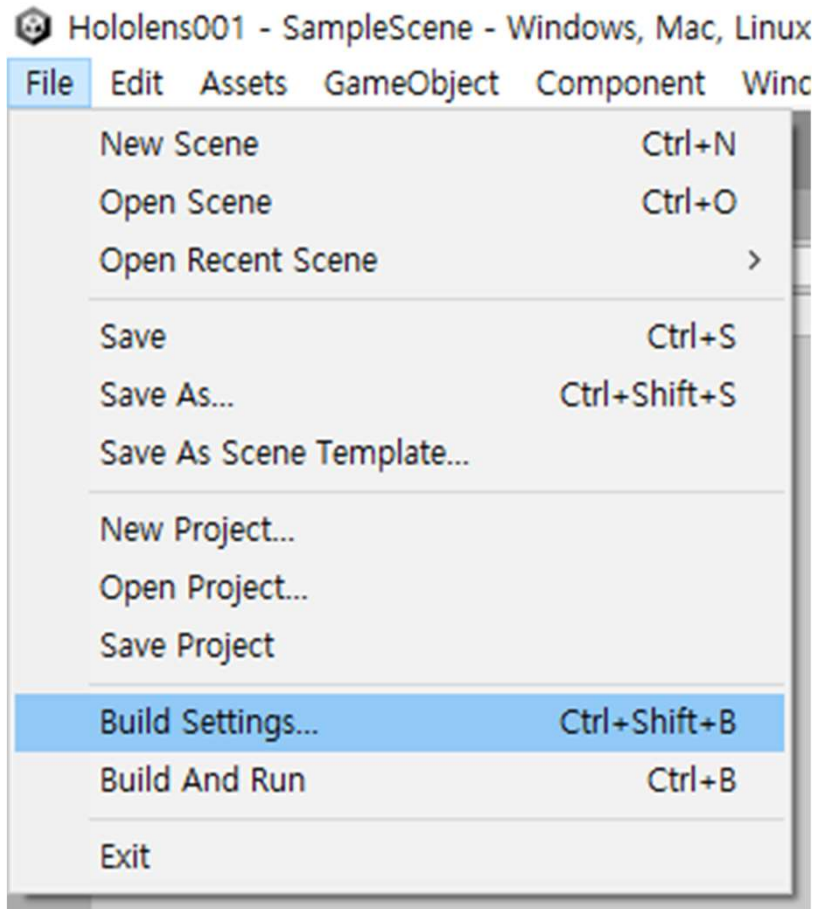 Hololens001 - SampleScene - Windows, Mac, Linux
File Edit Assets GameObject Component
New Scene Ctrl+N
Open Scene Ctrl+O
Open Recent Scene >
Save Ctrl+S
Save As... Ctrl+Shift+S
Save As Scene Template...
New Project...
Open Project...
Save Project
Build Settings... Ctrl+Shift+B
Build And Run Ctrl+B
Exit